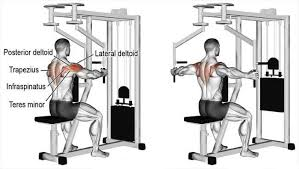 Posterior deltoid
Lateral deltoid
Trapezius
Infraspinatus
Teres minor